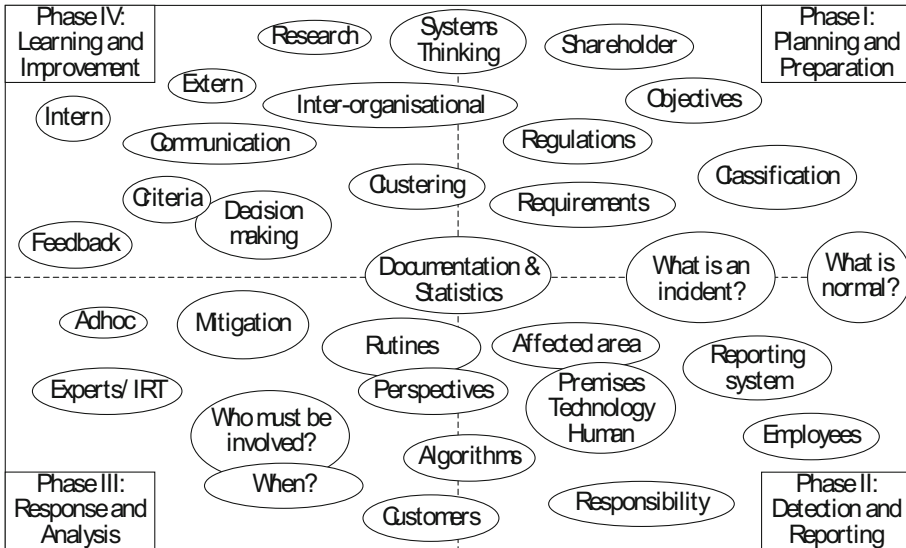 Phase IV:
Learning and
Improvement
Research
Systems
Thinking
Shareholder
Phase I:
Planning and
Preparation
Extern
Intern
Inter-organisational
Objectives
Communication
Regulations
Classification
Criteria
Clustering
Requirements
Decision
making
Feedback
Documentation &
Statistics
What is an
incident?
What is
normal?
Adhoc
Mitigation
Rutines
Affected area
Reporting
system
Experts/ IRT
Perspectives
Premises
Technology
Human
Who must be
involved?
Algorithms
Employees
When?
Customers
Responsibility
Phase III:
Response and
Analysis
Phase II:
Detection and
Reporting